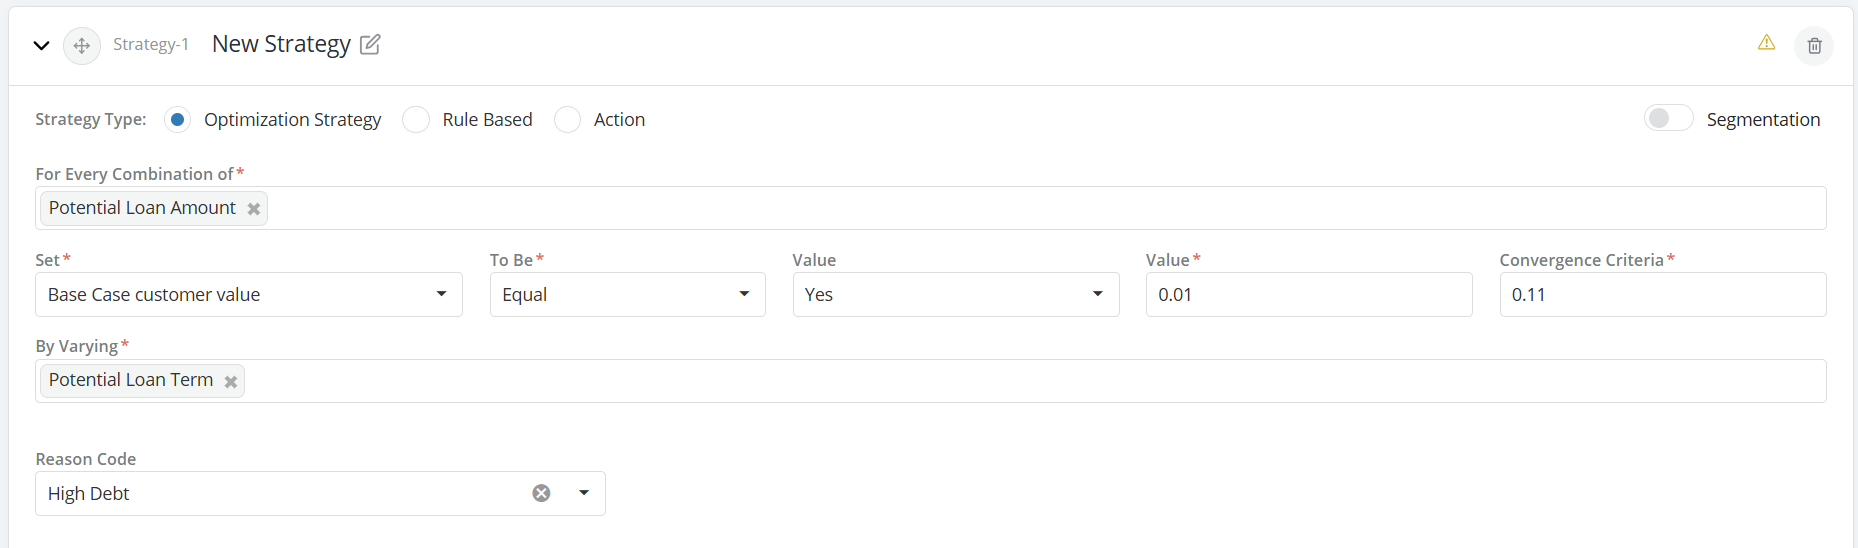 Strategy-1 New Strategy
Strategy Type: Optimization Strategy Rule Based Action Segmentation
For Every Combination of*
Potential Loan Amount
Set* To Be* Value Value* Convergence Criteria*
Base Case customer value Equal Yes 0.01 0.11
By Varying*
Potential Loan Term
Reason Code
High Debt